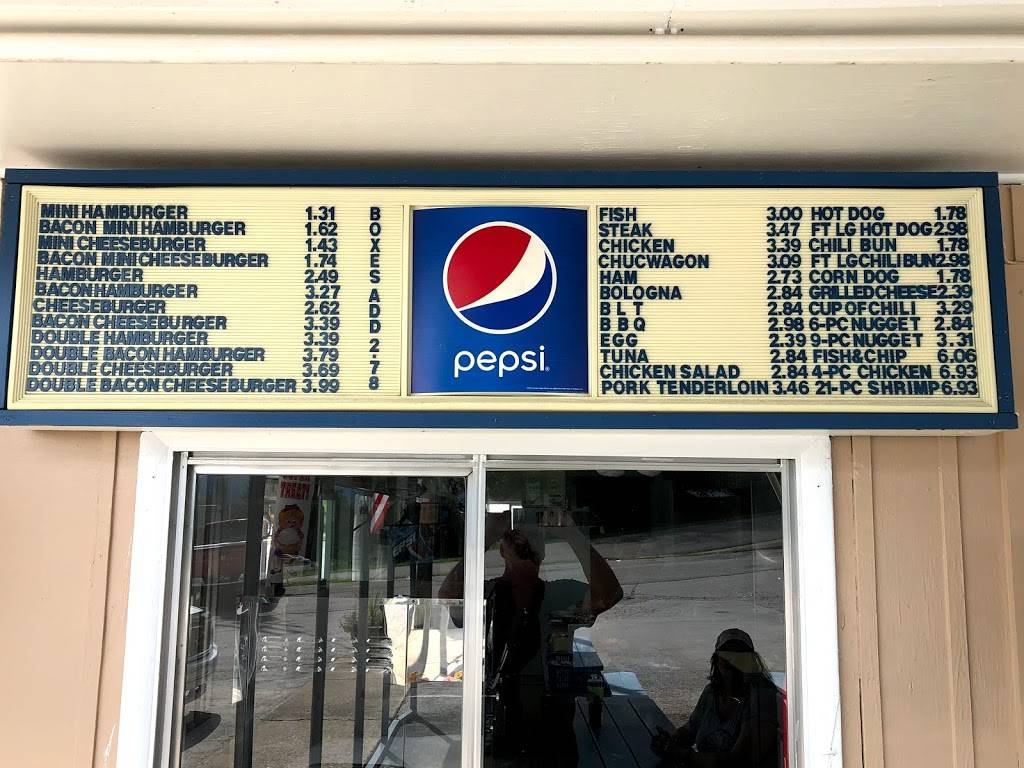 MINI HAMBURGER 1.31
BACON MINI HAMBURGER 1.62
MINI CHEESEBURGER 1.43
BACON MINI CHEESEBURGER 1.74
HAMBURGER 2.49
BACON HAMBURGER 3.27
CHEESEBURGER 2.62
BACON CHEESEBURGER 3.39
DOUBLE HAMBURGER 3.39
DOUBLE BACON HAMBURGER 3.79
DOUBLE CHEESEBURGER 3.69
DOUBLE BACON CHEESEBURGER 3.99
BOXES ADD 2.78
pepsi
FISH 3.00
STEAK 3.47
CHICKEN 3.39
CHUCWAGON 3.09
HAM 2.73
BOLOGNA 2.84
B L T 2.84
B B Q 2.98
EGG 2.39
TUNA 2.84
CHICKEN SALAD 2.84
PORK TENDERLOIN 3.46
HOT DOG 1.78
FT LG HOT DOG 2.98
CHILI BUN 1.78
FT LG CHILI BUN 2.98
CORN DOG 1.78
GRILLED CHEESE 2.39
CUP OF CHILI 3.29
6-PC NUGGET 2.84
9-PC NUGGET 3.31
FISH&CHIP 6.06
4-PC CHICKEN 6.93
21-PC SHRIMP 6.93